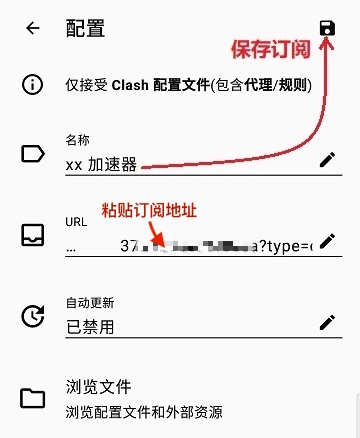 配置
保存订阅
仅接受 Clash 配置文件(包含代理/规则)
名称
xx 加速器
粘贴订阅地址
URL
... 37 a?type=
自动更新
已禁用
浏览文件
浏览配置文件和外部资源